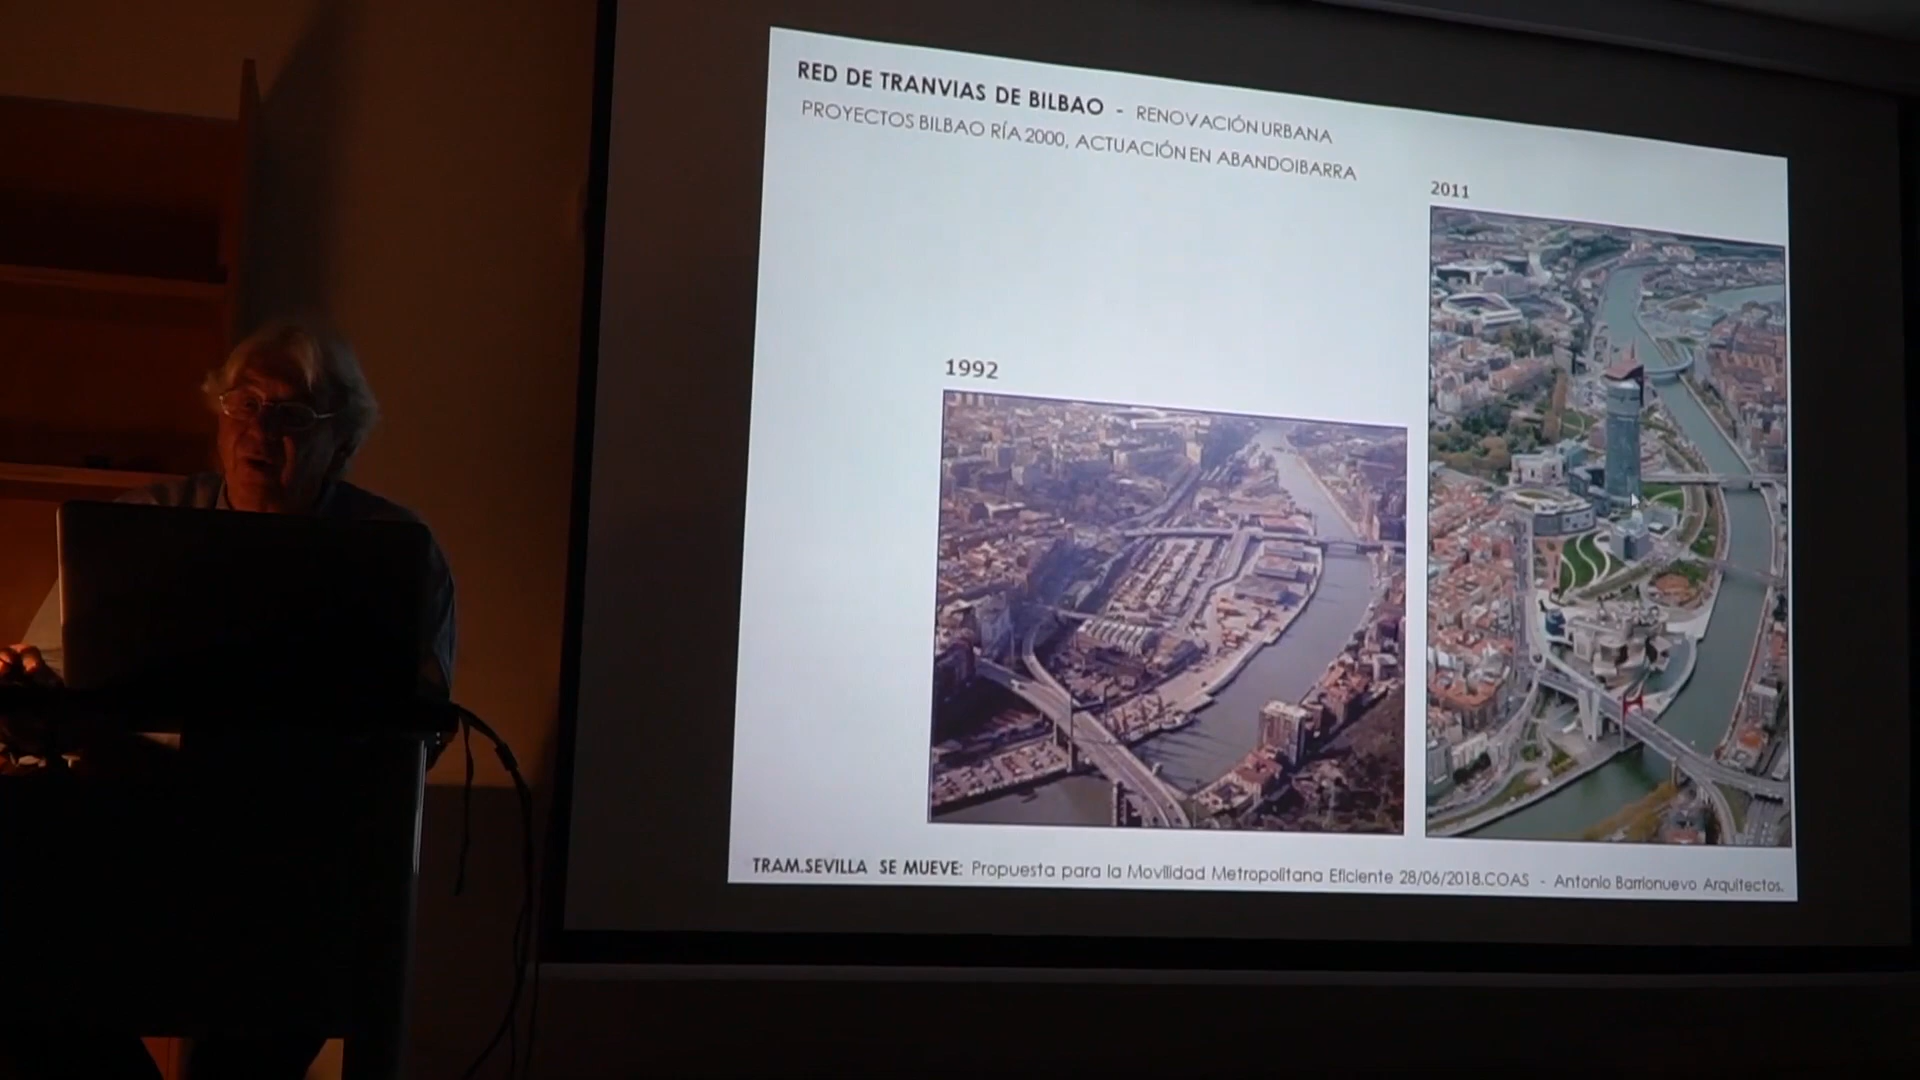 RED DE TRANVIAS DE BILBAO - RENOVACIÓN URBANA
PROYECTOS BILBAO RÍA 2000, ACTUACIÓN EN ABANDOIBARRA
2011
1992
TRAM.SEVILLA SE MUEVE: Propuesta para la Movilidad Metropolitana Eficiente 28/06/2018.COAS - Antonio Barrionuevo Arquitectos.